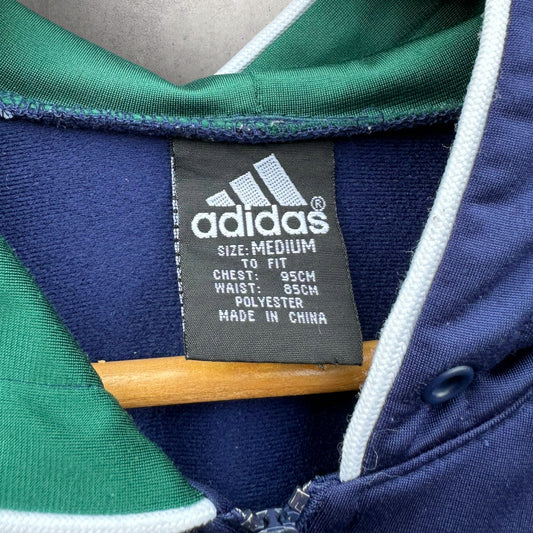 adidas®
SIZE: MEDIUM
TO FIT
CHEST: 95CM
WAIST: 85CM
POLYESTER
MADE IN CHINA